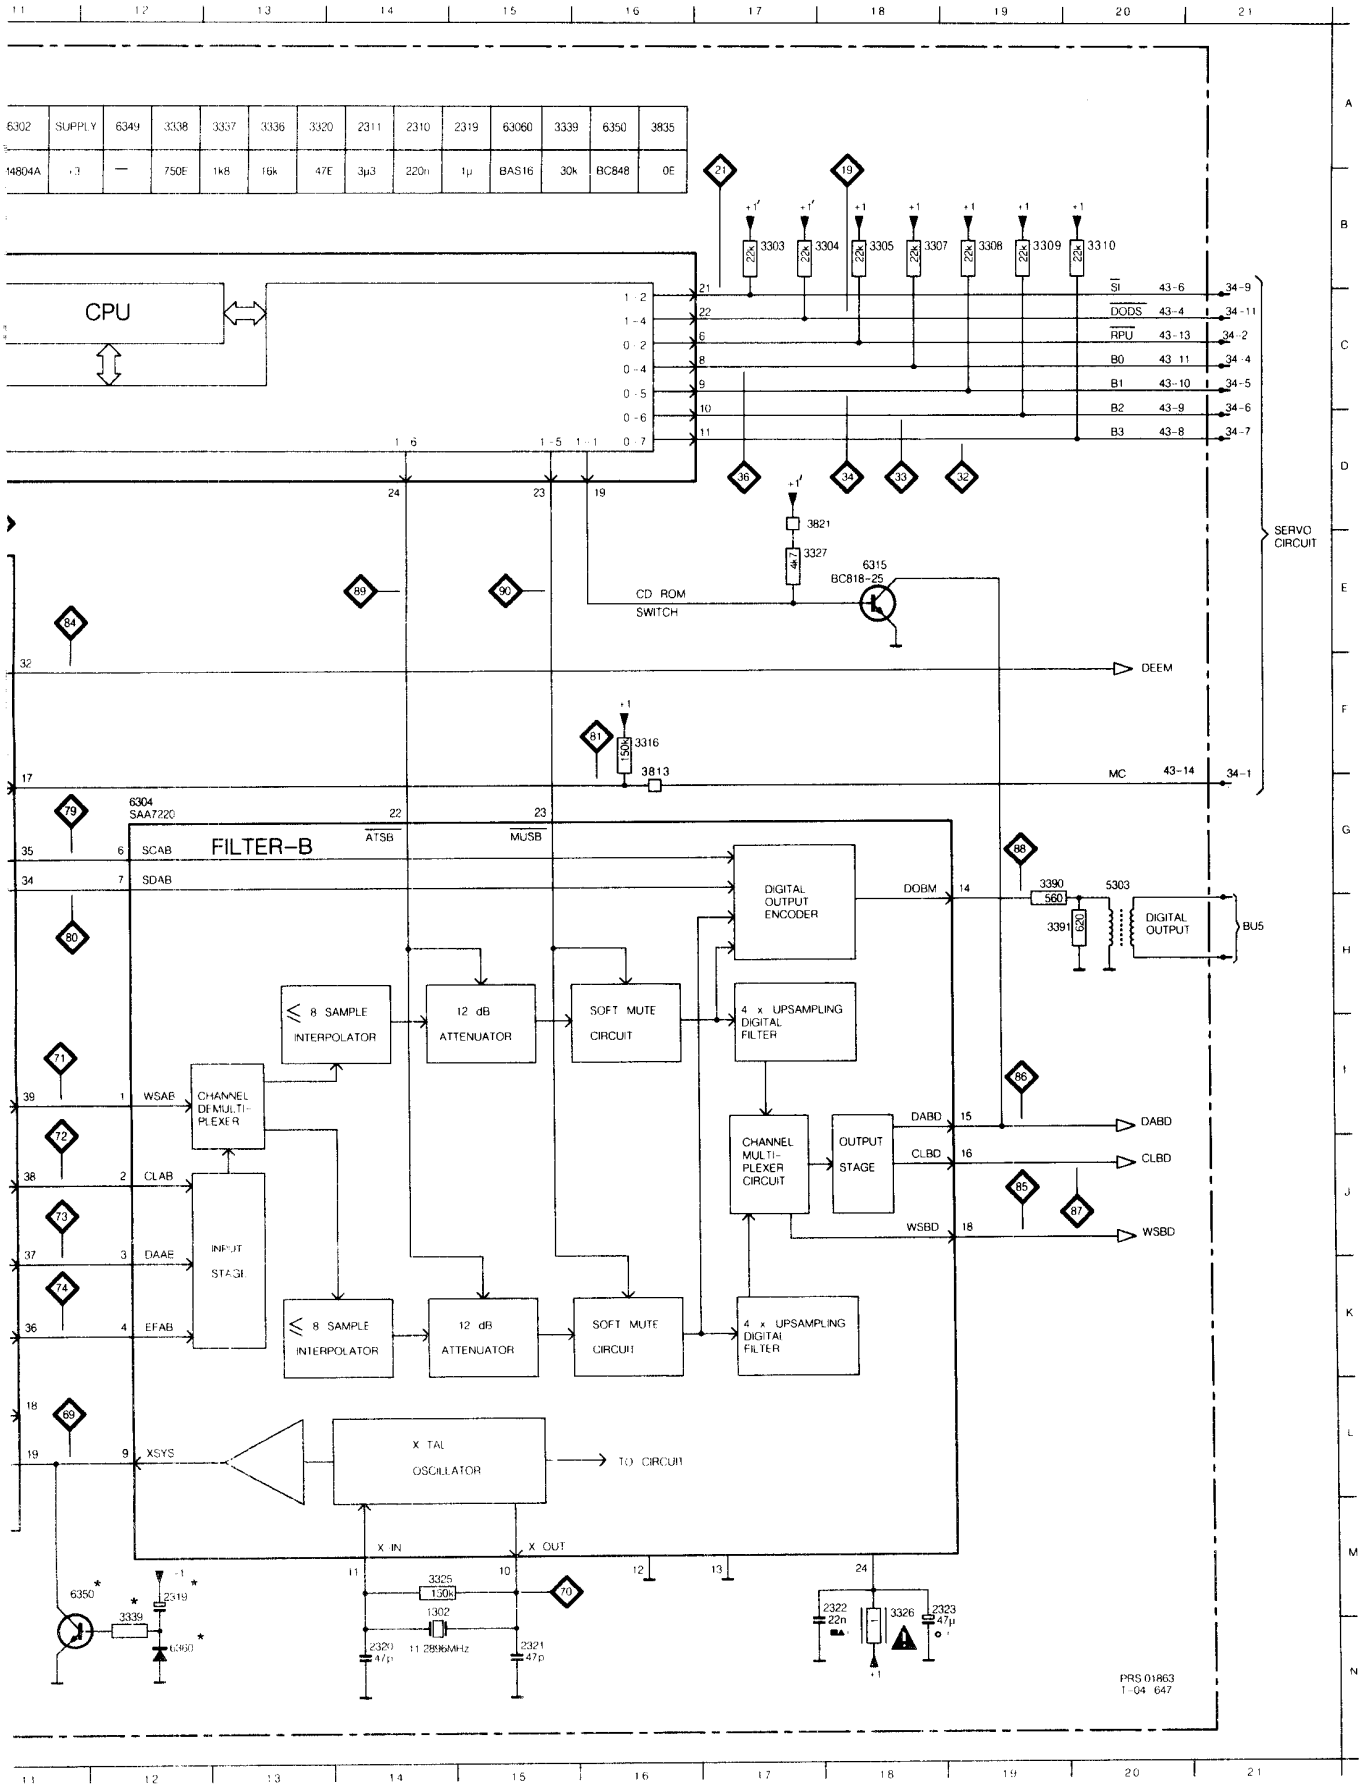 11 12 13 14 15 16 17 18 19 20 21
A
6302 SUPPLY 6349 3338 3337 3336 3320 2311 2310 2319 63060 3339 6350 3835
14804A — 750E 1k8 16k 47E 3µ3 220n 1µ BAS16 30k BC848 0E
21 19
B
+1' +1' +1 +1 +1 +1 +1
22k 3303 22k 3304 22k 3305 22k 3307 22k 3308 22k 3309 22k 3310
CPU
1-2 21 SI 43-6 34-9
1-4 22 DODS 43-4 34-11
C
0-2 6 RPU 43-13 34-2
0-4 8 B0 43 11 34-4
0-5 9 B1 43-10 34-5
0-6 10 B2 43-9 34-6
1-6 1-5 1-1 0-7 11 B3 43-8 34-7
D
36 34 33 32
24 23 19
+1'
3821
SERVO
CIRCUIT
3327
4k7
6315
BC818-25
E
89 90
CD ROM
SWITCH
84
32 DEEM
F
+1
81 150k 3316
3813
17 MC 43-14 34-1
79
6304
SAA7220
22 23
G
FILTER-B
ATSB MUSB
35 6 SCAB
34 7 SDAB
88
DIGITAL
OUTPUT
ENCODER
DOBM 14
3390
560
5303
3391 620
DIGITAL
OUTPUT
BU5
80
H
≤ 8 SAMPLE
INTERPOLATOR
12 dB
ATTENUATOR
SOFT MUTE
CIRCUIT
4 x UPSAMPLING
DIGITAL
FILTER
71 86
I
39 1 WSAB
CHANNEL
DEMULTI-
PLEXER
DABD 15 DABD
72
CHANNEL
MULTI-
PLEXER
CIRCUIT
OUTPUT
STAGE
CLBD 16 CLBD
38 2 CLAB
J
85 87
73
WSBD 18 WSBD
37 3 DAAE
INPUT
STAGE
74
K
36 4 EFAB
≤ 8 SAMPLE
INTERPOLATOR
12 dB
ATTENUATOR
SOFT MUTE
CIRCUIT
4 x UPSAMPLING
DIGITAL
FILTER
18 69
L
19 9 XSYS
X TAL
OSCILLATOR
TO CIRCUIT
X IN X OUT
M
11 10 12 13 24
3325
150k
70
6350 *
-1 *
2319
* 3339
* 6360
1302
11.2896MHz
2320
47p
2321
47p
2322
22n
1 3326
2323
47µ
+1
N
PRS 01863
T-04 647
11 12 13 14 15 16 17 18 19 20 21